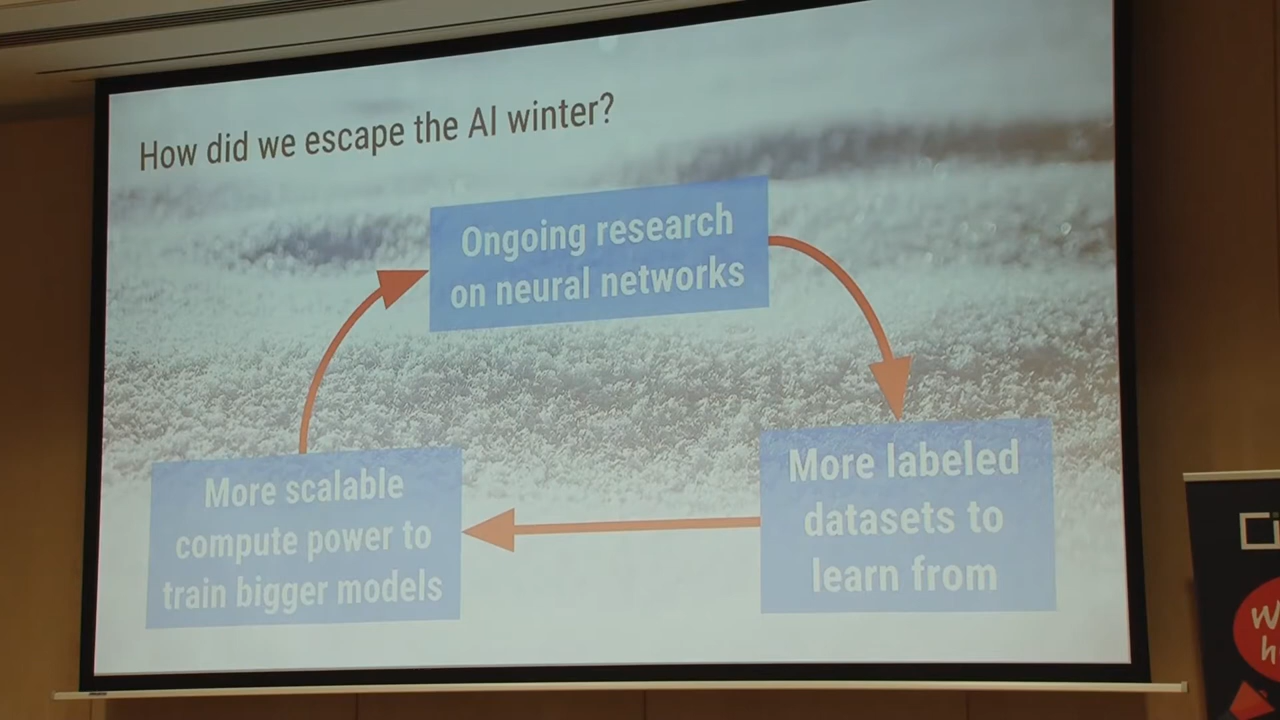 How did we escape the AI winter?
Ongoing research
on neural networks
More labeled
datasets to
learn from
More scalable
compute power to
train bigger models